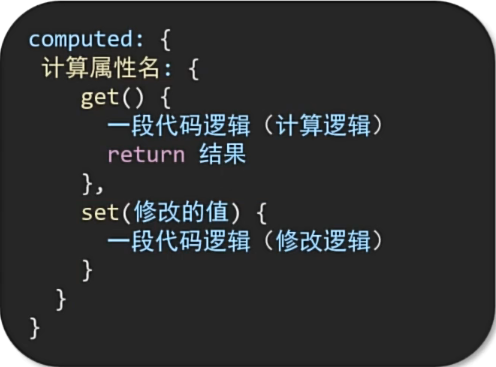 computed: {
计算属性名: {
get() {
一段代码逻辑（计算逻辑）
return 结果
},
set(修改的值) {
一段代码逻辑（修改逻辑）
}
}
}